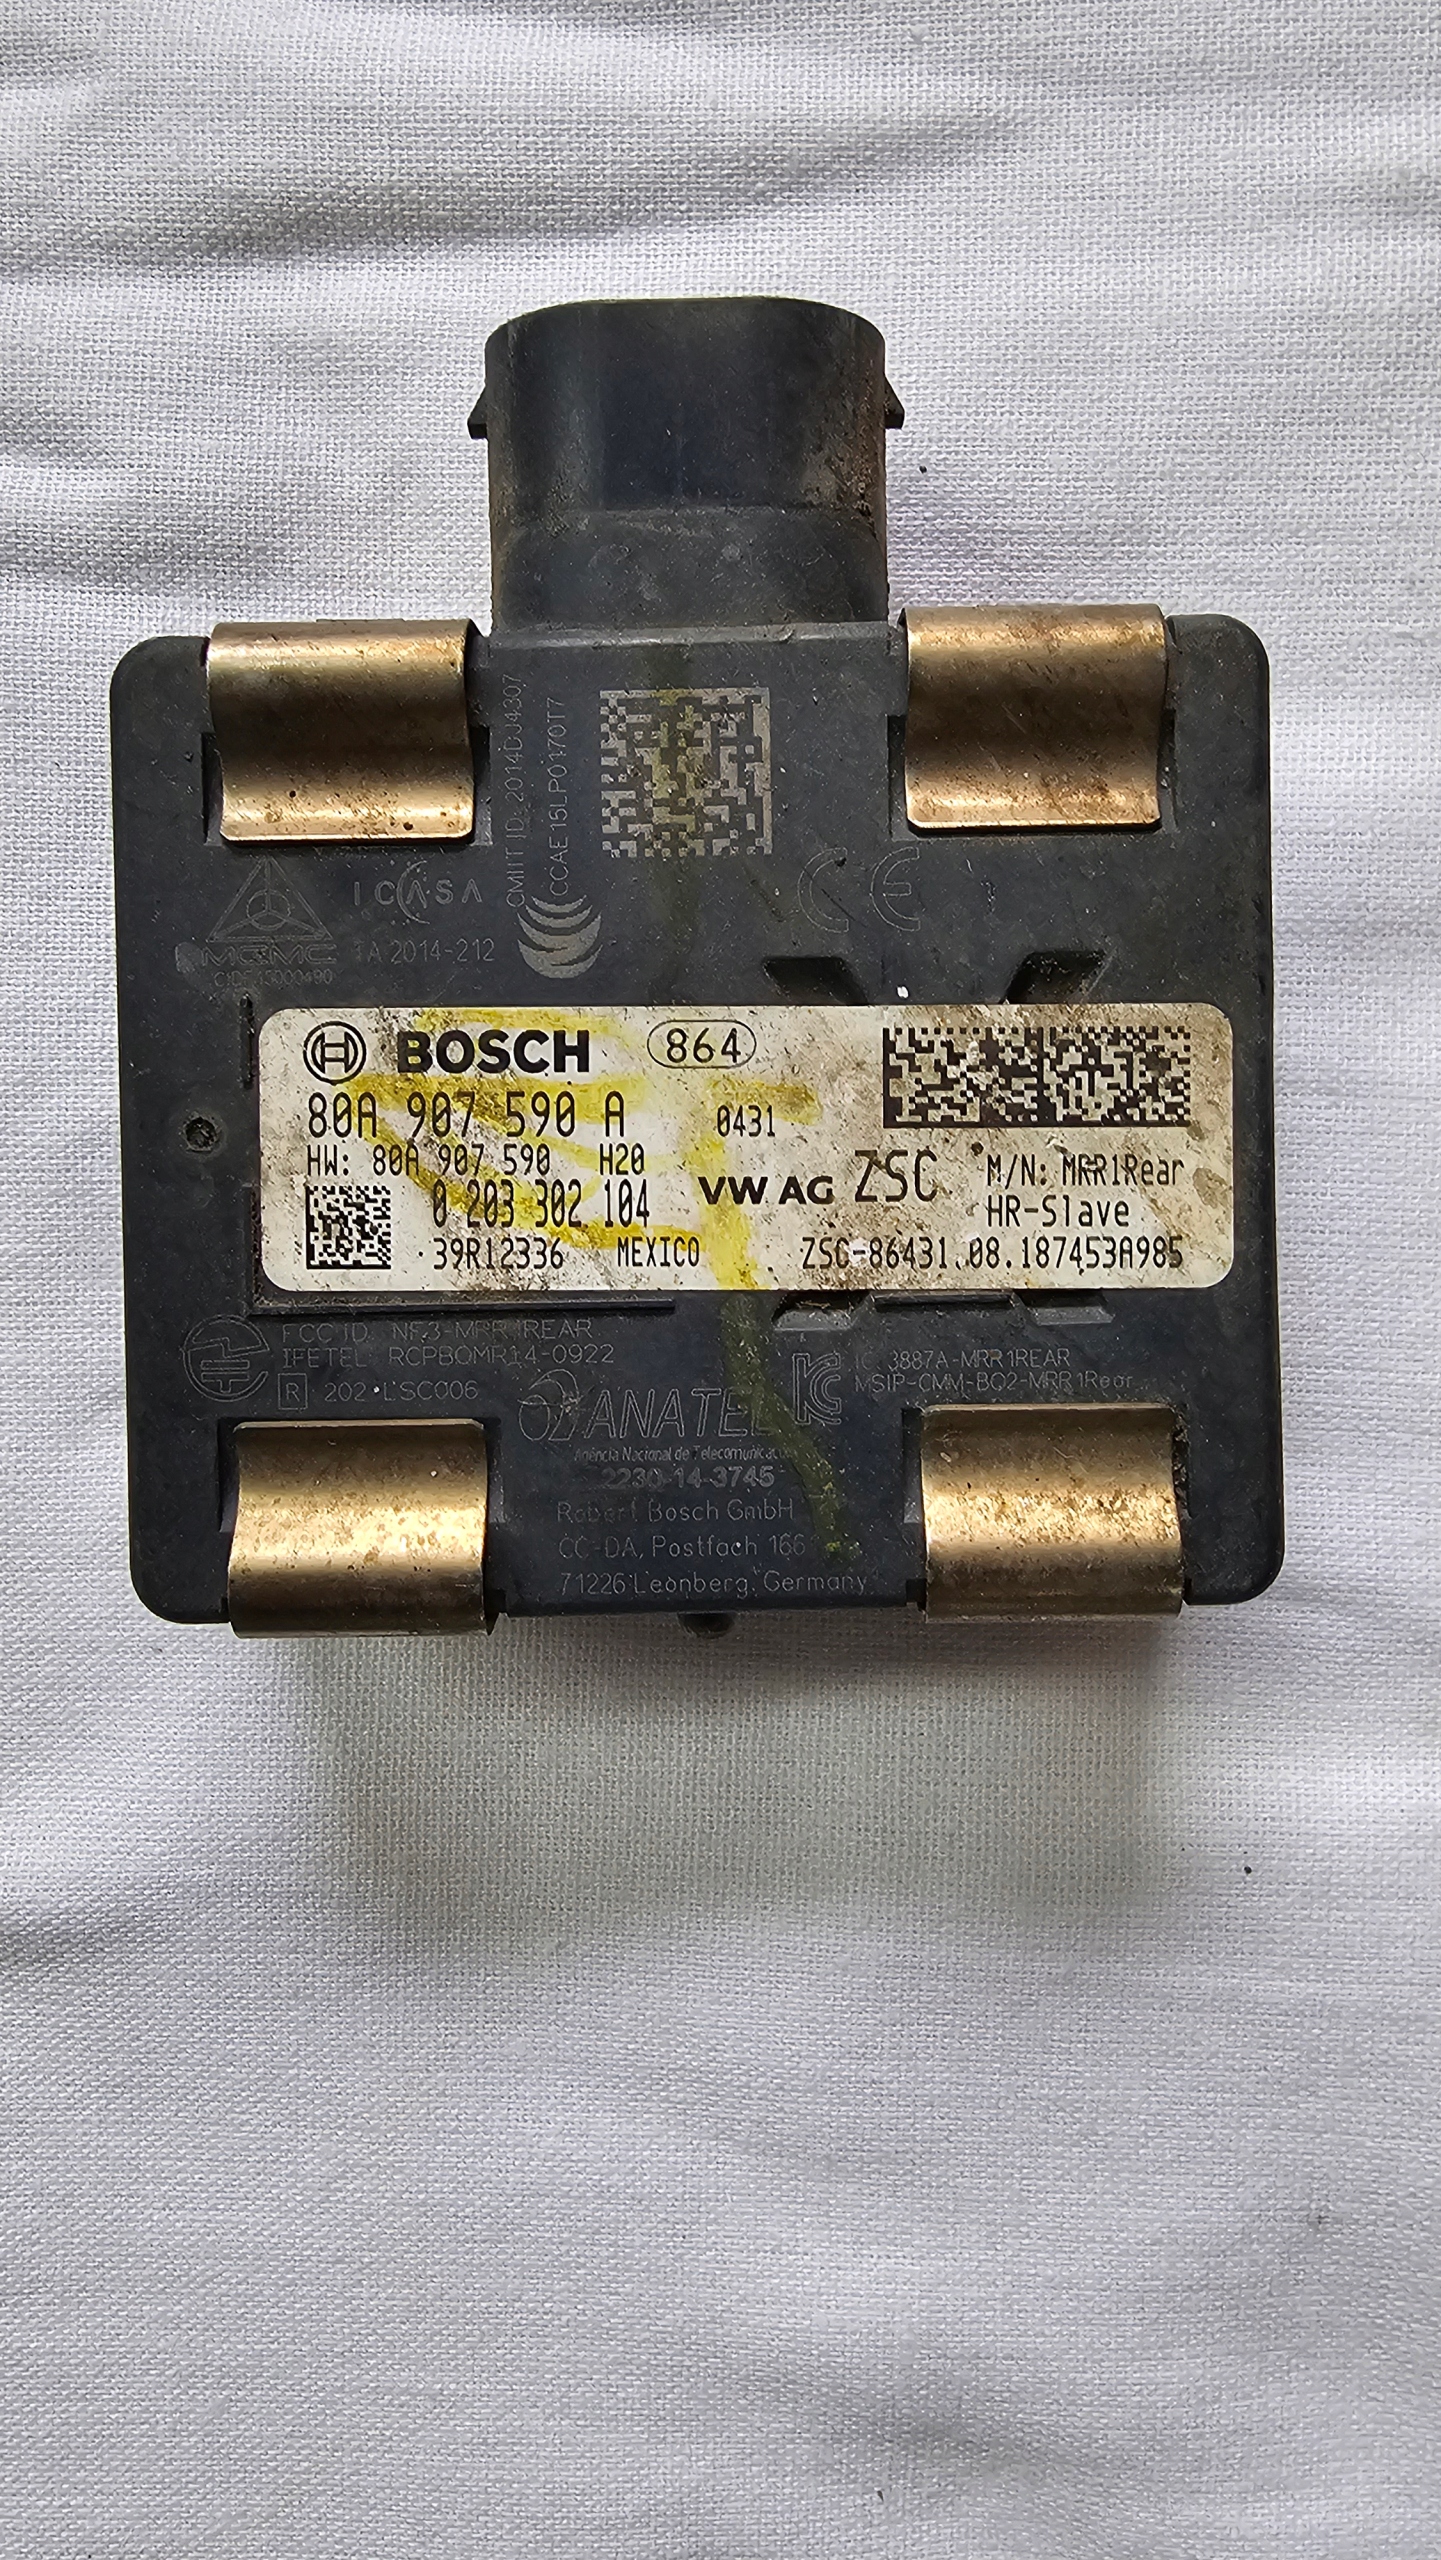 CMIIT ID: 2014DJ4307
CCAE15LP0170T7
ICASA
TA 2014-212
CE
BOSCH 864
80A 907 590 A 0431
HW: 80A 907 590 H20
0 203 302 104 VW AG ZSC M/N: MRR1Rear
HR-Slave
39R12336 MEXICO ZSC-86431.08.187453A985
FCC ID: NF3-MRR1REAR
IFETEL: RCPBOMR14-0922
R 202-LSC006
IC: 3887A-MRR1REAR
MSIP-CMM-BO2-MRR1Rear
ANATEL
Agência Nacional de Telecomunicações
2230-14-3745
Robert Bosch GmbH
CC-DA, Postfach 166
71226 Leonberg, Germany